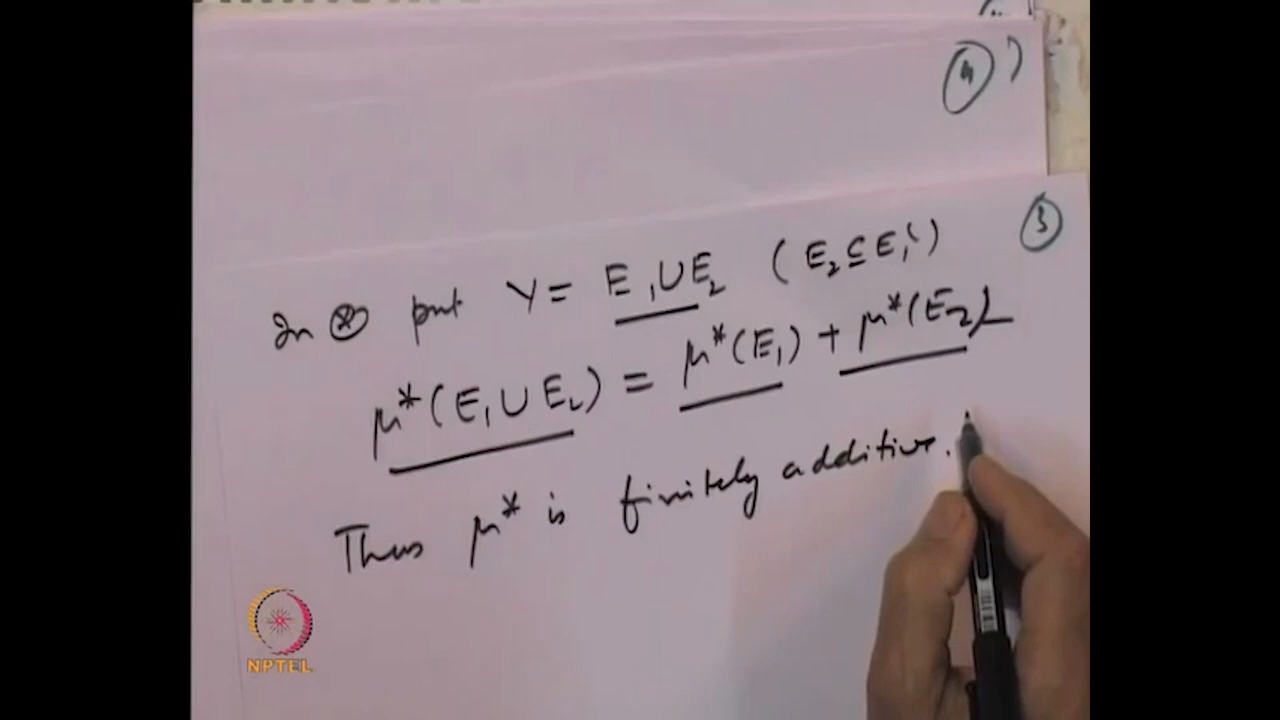 (4)
(3)
In ⊛ put Y = E₁∪E₂ (E₂⊆E₁ᶜ)
μ*(E₁∪E₂) = μ*(E₁) + μ*(E₂)
Thus μ* is finitely additive.
NPTEL